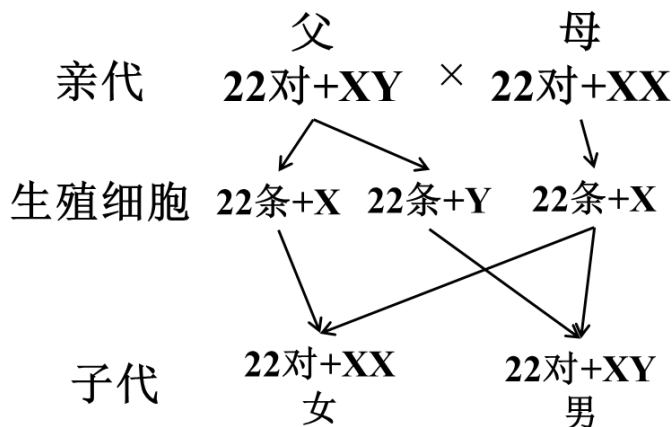 父 母
亲代 22对+XY × 22对+XX
生殖细胞 22条+X 22条+Y 22条+X
子代 22对+XX 22对+XY
女 男